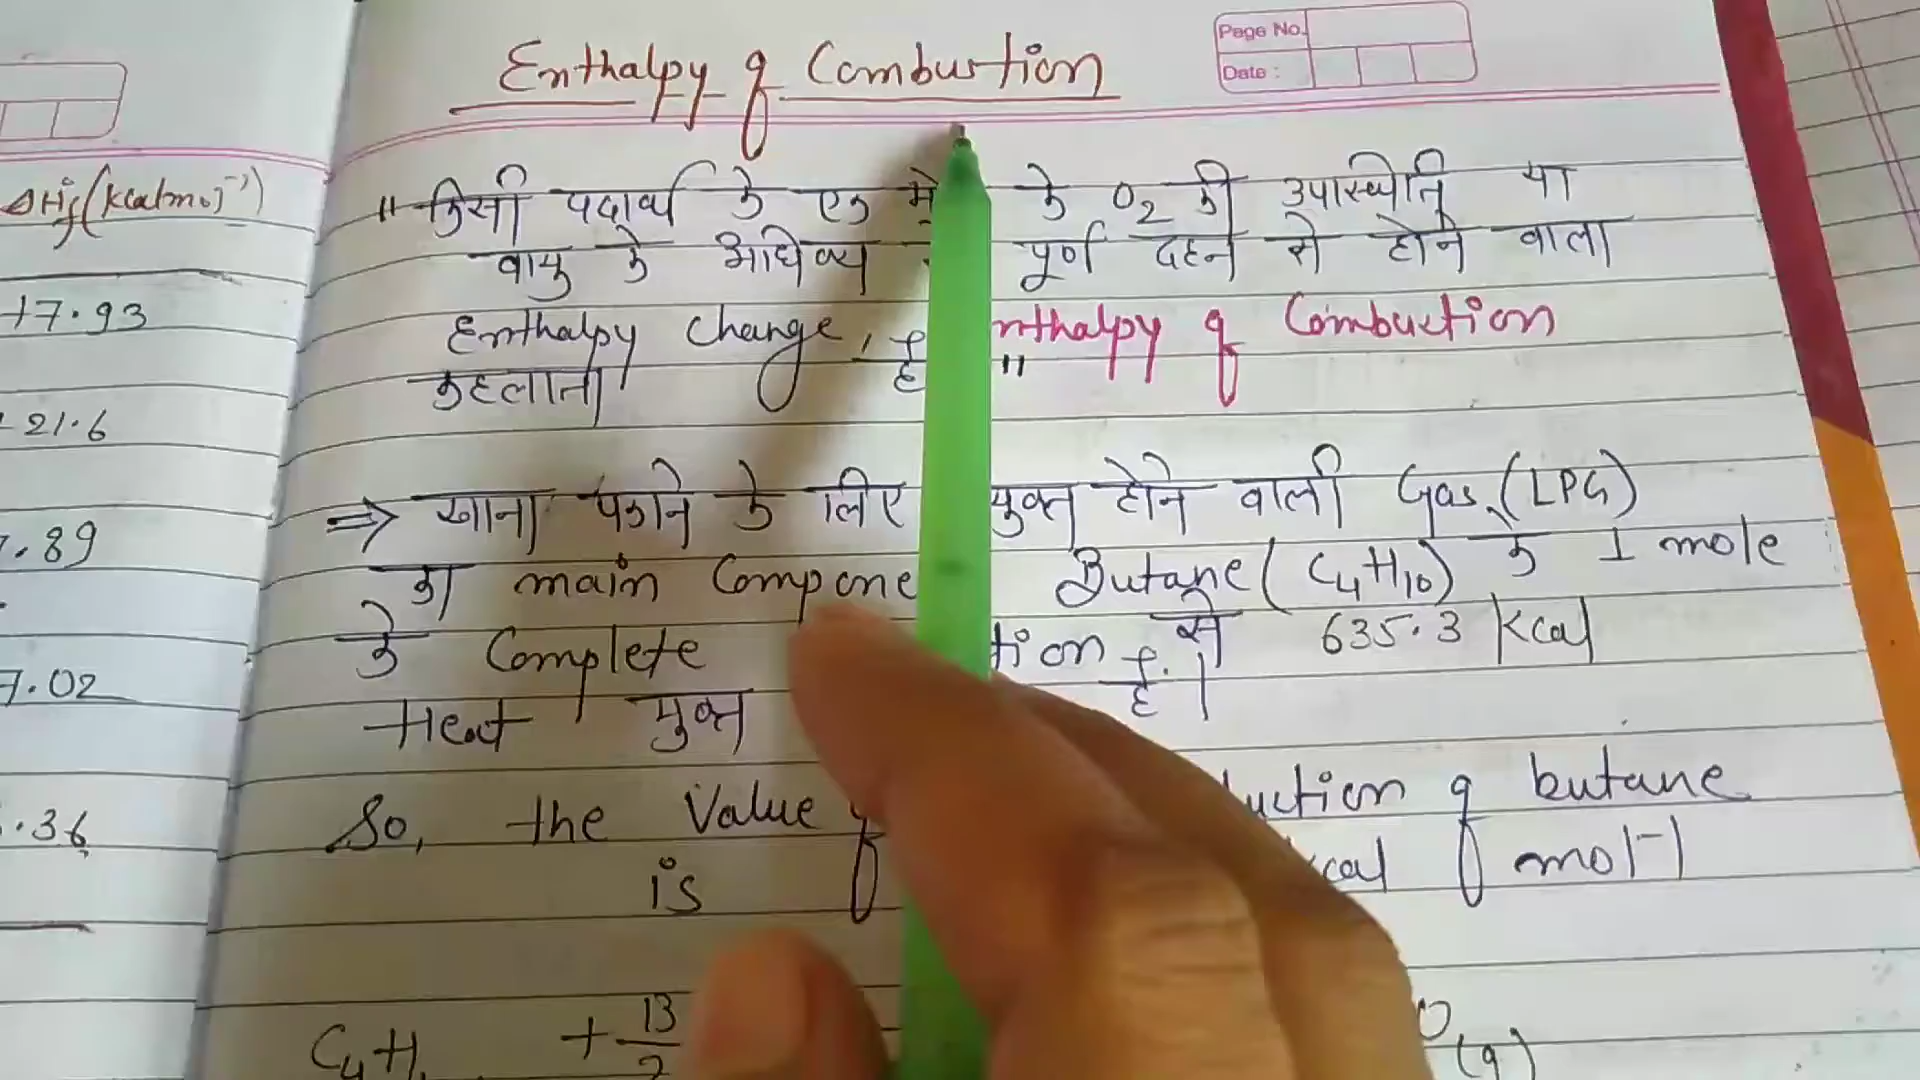 Enthalpy of Combustion
Page No.
Date :
ΔH°f (Kcal mol⁻¹)
" किसी पदार्थ के एक के O2 की उपस्थिति या
वायु के आधिक्य पूर्ण दहन से होने वाला
Enthalpy Change, nthalpy of Combustion
कहलाता है "
+7.93
21.6
.89
7.02
.36
⇒ खाना पकाने के लिए युक्त होने वाली Gas (LPG)
का main Compone Butane (C4H10) के 1 mole
के Complete tion से 635.3 Kcal
Heat मुक्त है।
So, the Value of ustion of butane
is cal mol⁻¹
C4H + 13/2 O(g)